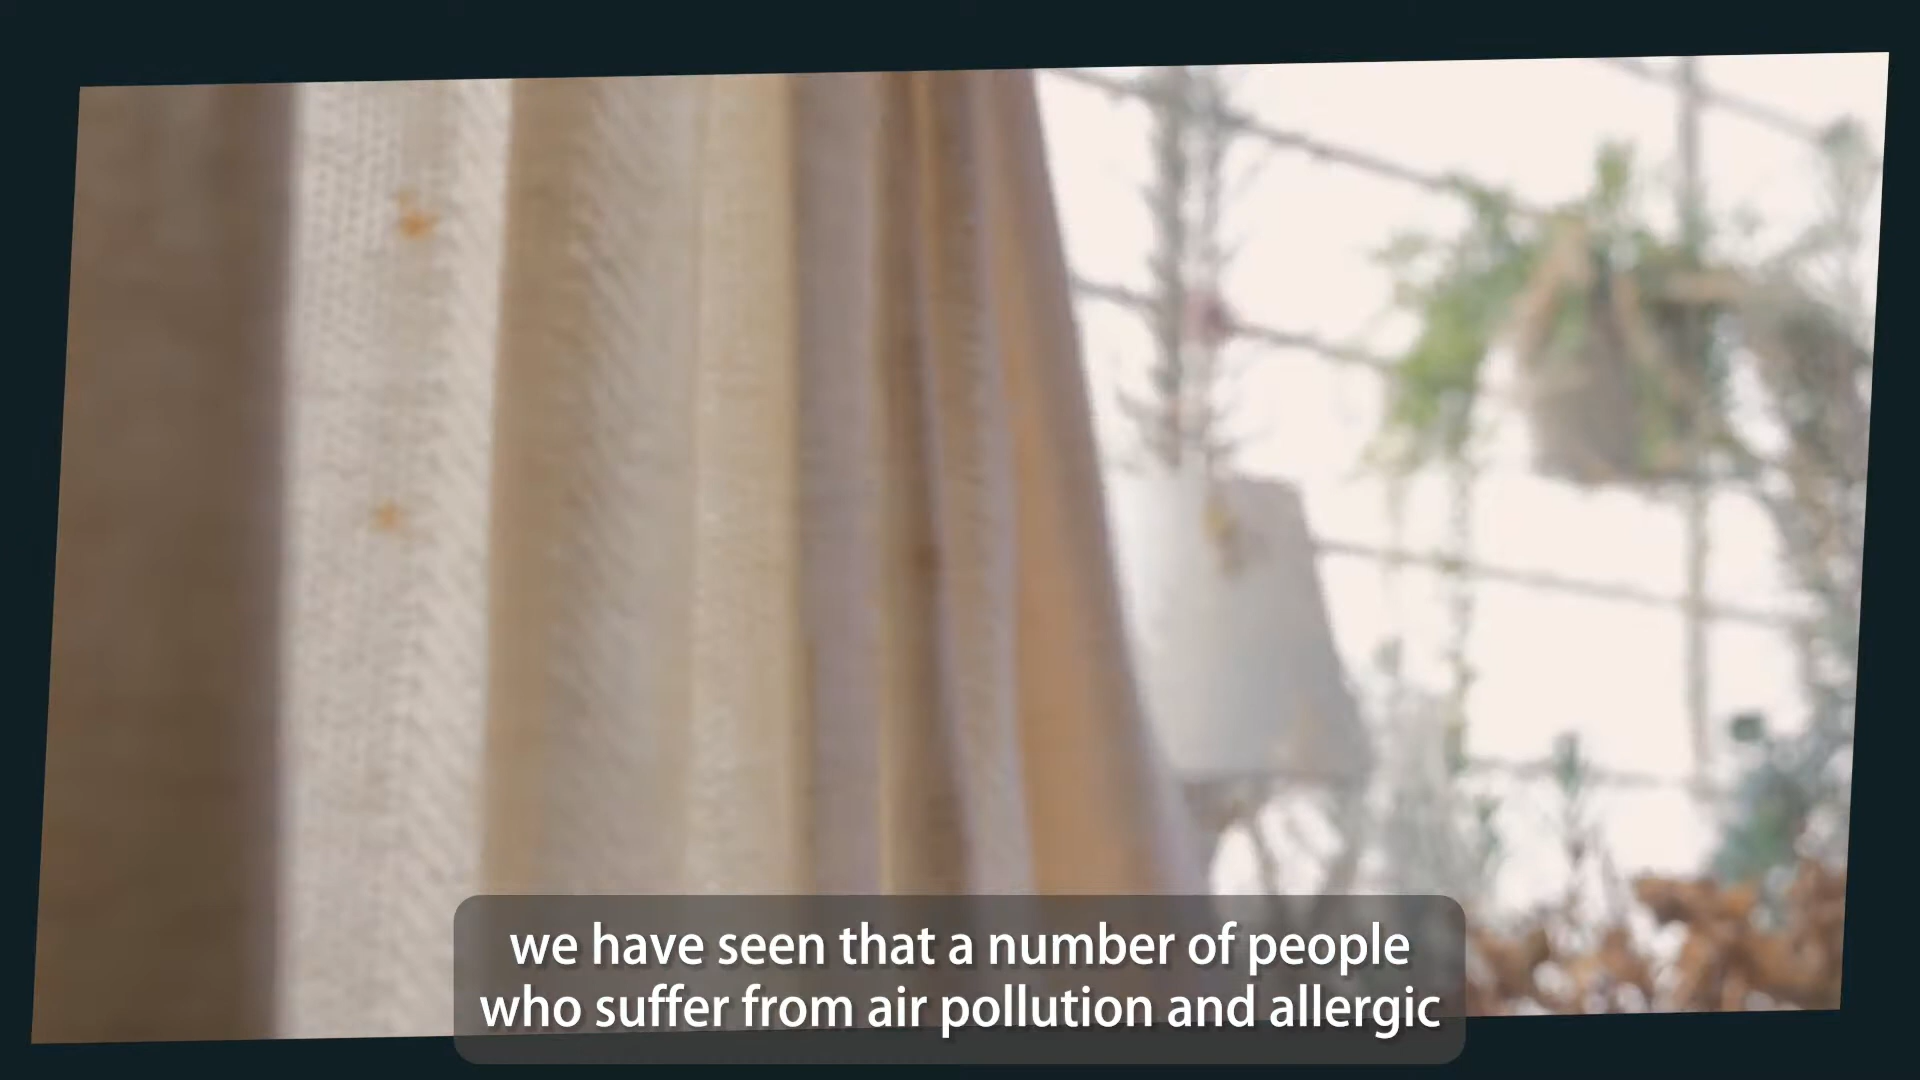 we have seen that a number of people
who suffer from air pollution and allergic